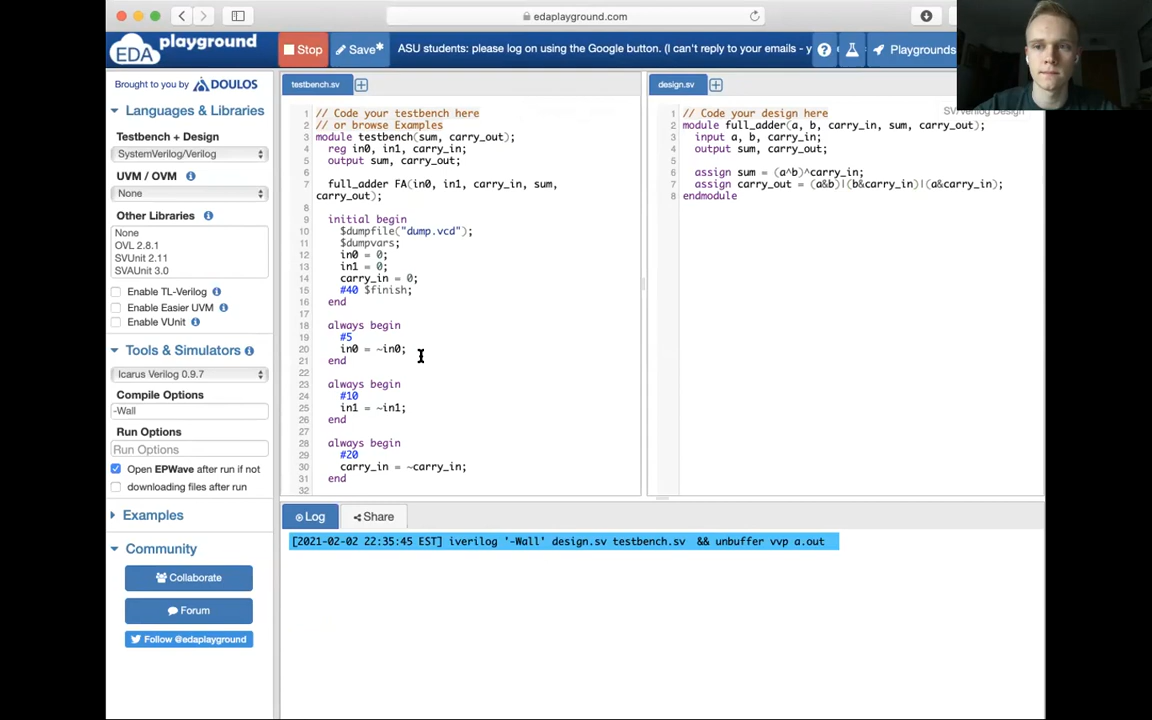 edaplayground.com
EDA playground
Stop
Save*
ASU students: please log on using the Google button. (I can't reply to your emails - y
?
Playgrounds
Brought to you by DOULOS
Languages & Libraries
Testbench + Design
SystemVerilog/Verilog
UVM / OVM
None
Other Libraries
None
OVL 2.8.1
SVUnit 2.11
SVAUnit 3.0
Enable TL-Verilog
Enable Easier UVM
Enable VUnit
Tools & Simulators
Icarus Verilog 0.9.7
Compile Options
-Wall
Run Options
Run Options
Open EPWave after run if not
downloading files after run
Examples
Community
Collaborate
Forum
Follow @edaplayground
testbench.sv
1 // Code your testbench here
2 // or browse Examples
3 module testbench(sum, carry_out);
4 reg in0, in1, carry_in;
5 output sum, carry_out;
6
7 full_adder FA(in0, in1, carry_in, sum,
carry_out);
8
9 initial begin
10 $dumpfile("dump.vcd");
11 $dumpvars;
12 in0 = 0;
13 in1 = 0;
14 carry_in = 0;
15 #40 $finish;
16 end
17
18 always begin
19 #5
20 in0 = ~in0;
21 end
22
23 always begin
24 #10
25 in1 = ~in1;
26 end
27
28 always begin
29 #20
30 carry_in = ~carry_in;
31 end
32
design.sv
SV/Verilog Design
1 // Code your design here
2 module full_adder(a, b, carry_in, sum, carry_out);
3 input a, b, carry_in;
4 output sum, carry_out;
5
6 assign sum = (a^b)^carry_in;
7 assign carry_out = (a&b)|(b&carry_in)|(a&carry_in);
8 endmodule
Log
Share
[2021-02-02 22:35:45 EST] iverilog '-Wall' design.sv testbench.sv && unbuffer vvp a.out